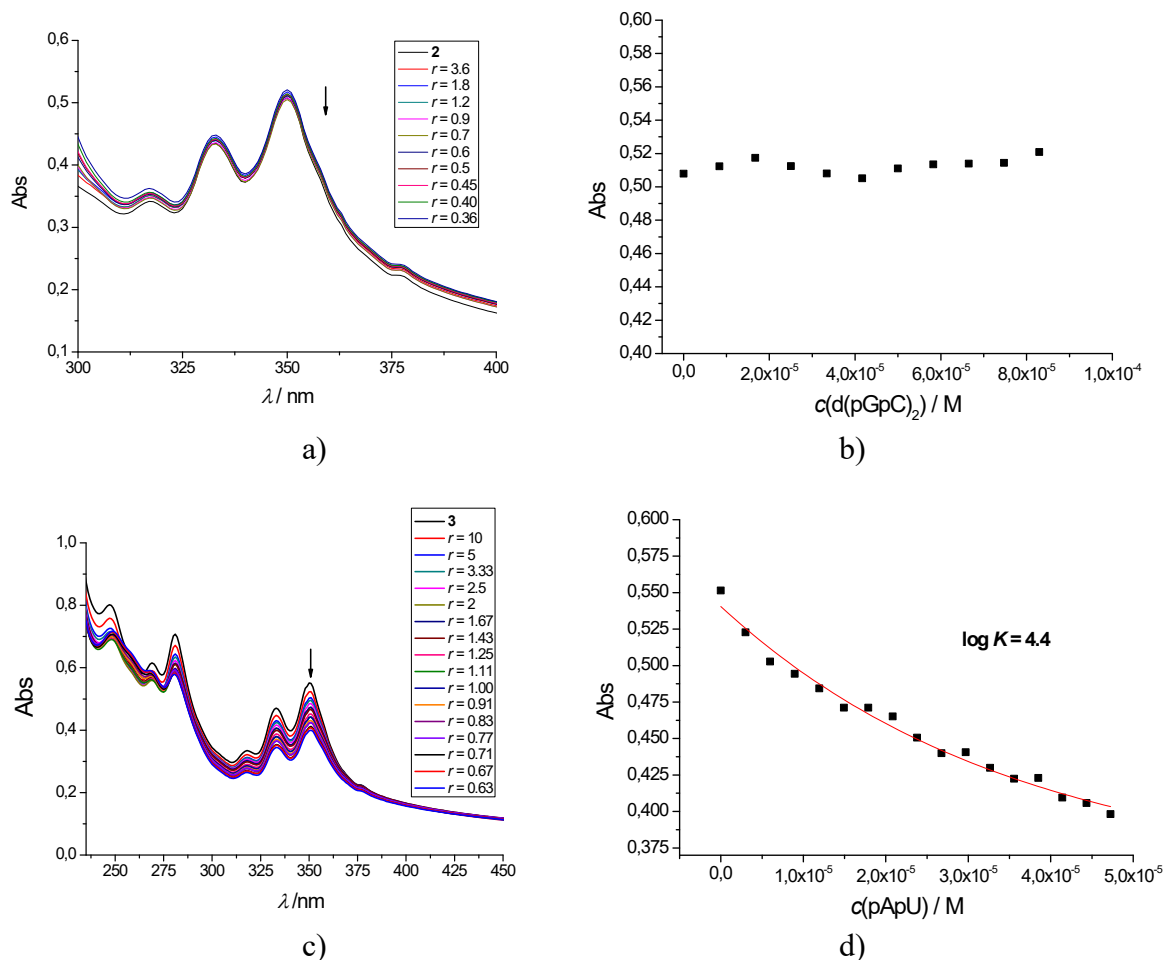 0,6
0,5
0,4
0,3
0,2
0,1
Abs
300
325
350
375
400
λ / nm
2
r = 3.6
r = 1.8
r = 1.2
r = 0.9
r = 0.7
r = 0.6
r = 0.5
r = 0.45
r = 0.40
r = 0.36
a)
0,60
0,58
0,56
0,54
0,52
0,50
0,48
0,46
0,44
0,42
0,40
Abs
0,0
2,0x10⁻⁵
4,0x10⁻⁵
6,0x10⁻⁵
8,0x10⁻⁵
1,0x10⁻⁴
c(d(pGpC)₂) / M
b)
1,0
0,8
0,6
0,4
0,2
0,0
Abs
250
275
300
325
350
375
400
425
450
λ /nm
3
r = 10
r = 5
r = 3.33
r = 2.5
r = 2
r = 1.67
r = 1.43
r = 1.25
r = 1.11
r = 1.00
r = 0.91
r = 0.83
r = 0.77
r = 0.71
r = 0.67
r = 0.63
c)
0,600
0,575
0,550
0,525
0,500
0,475
0,450
0,425
0,400
0,375
Abs
log K = 4.4
0,0
1,0x10⁻⁵
2,0x10⁻⁵
3,0x10⁻⁵
4,0x10⁻⁵
5,0x10⁻⁵
c(pApU) / M
d)